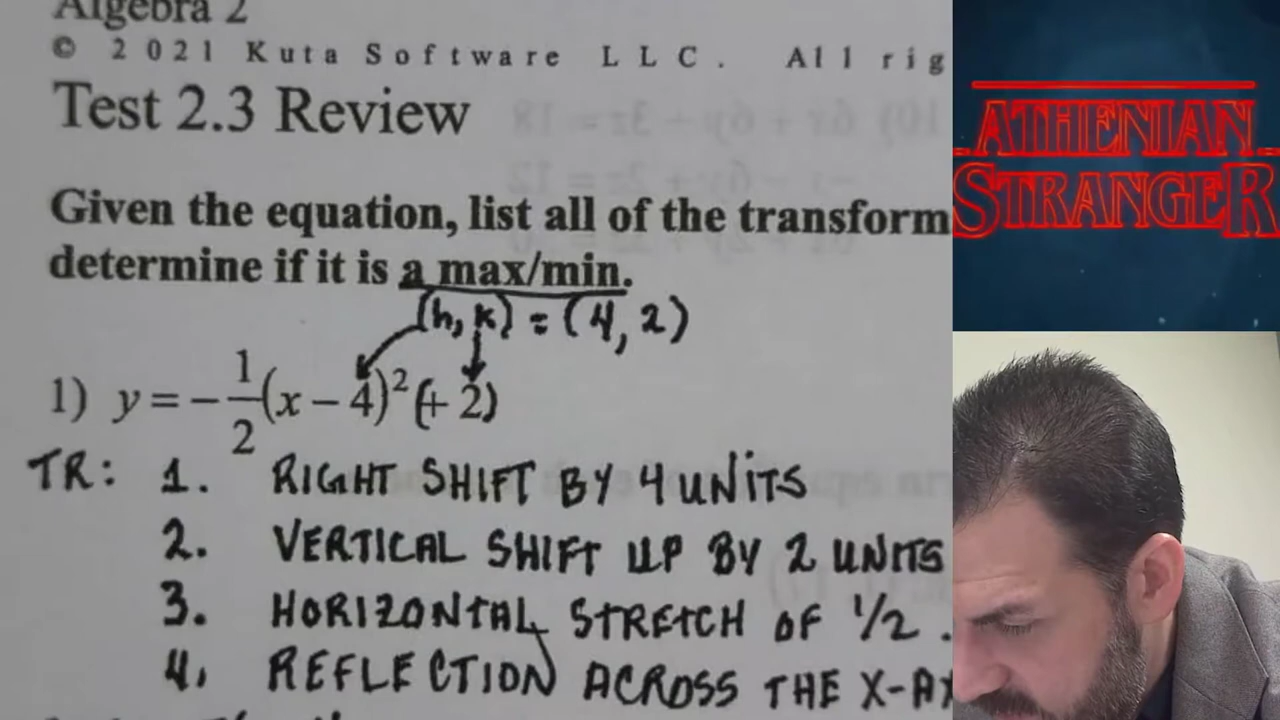 Algebra 2
© 2021 Kuta Software LLC. All rig
Test 2.3 Review
Given the equation, list all of the transform
determine if it is a max/min.
(h, k) = (4, 2)
1) y = -1/2(x - 4)² (+ 2)
TR: 1. RIGHT SHIFT BY 4 UNITS
2. VERTICAL SHIFT UP BY 2 UNITS
3. HORIZONTAL STRETCH OF 1/2.
4. REFLECTION ACROSS THE X-AX
ATHENIAN
STRANGER